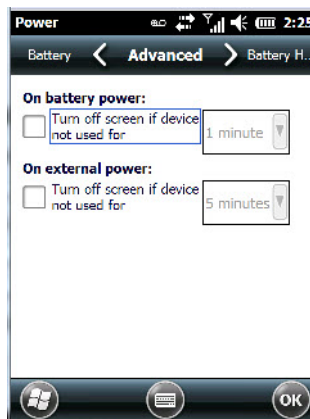 Power 2:25
Battery Advanced Battery H..
On battery power:
Turn off screen if device
not used for
1 minute
On external power:
Turn off screen if device
not used for
5 minutes
OK